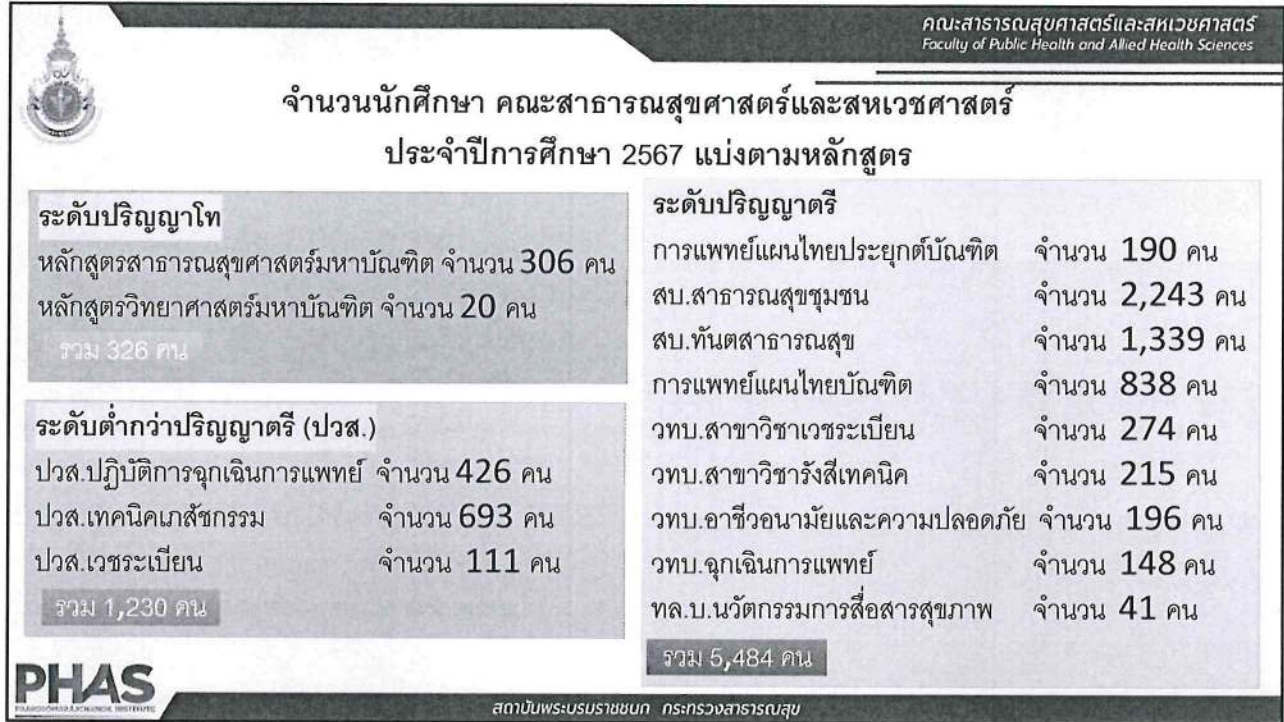 คณะสาธารณสุขศาสตร์และสหเวชศาสตร์
Faculty of Public Health and Allied Health Sciences
จำนวนนักศึกษา คณะสาธารณสุขศาสตร์และสหเวชศาสตร์
ประจำปีการศึกษา 2567 แบ่งตามหลักสูตร
ระดับปริญญาโท
หลักสูตรสาธารณสุขศาสตร์มหาบัณฑิต จำนวน 306 คน
หลักสูตรวิทยาศาสตร์มหาบัณฑิต จำนวน 20 คน
รวม 326 คน
ระดับต่ำกว่าปริญญาตรี (ปวส.)
ปวส.ปฏิบัติการฉุกเฉินการแพทย์ จำนวน 426 คน
ปวส.เทคนิคเภสัชกรรม จำนวน 693 คน
ปวส.เวชระเบียน จำนวน 111 คน
รวม 1,230 คน
ระดับปริญญาตรี
การแพทย์แผนไทยประยุกต์บัณฑิต จำนวน 190 คน
สบ.สาธารณสุขชุมชน จำนวน 2,243 คน
สบ.ทันตสาธารณสุข จำนวน 1,339 คน
การแพทย์แผนไทยบัณฑิต จำนวน 838 คน
วทบ.สาขาวิชาเวชระเบียน จำนวน 274 คน
วทบ.สาขาวิชารังสีเทคนิค จำนวน 215 คน
วทบ.อาชีวอนามัยและความปลอดภัย จำนวน 196 คน
วทบ.ฉุกเฉินการแพทย์ จำนวน 148 คน
ทล.บ.นวัตกรรมการสื่อสารสุขภาพ จำนวน 41 คน
รวม 5,484 คน
PHAS
สถาบันพระบรมราชชนก กระทรวงสาธารณสุข